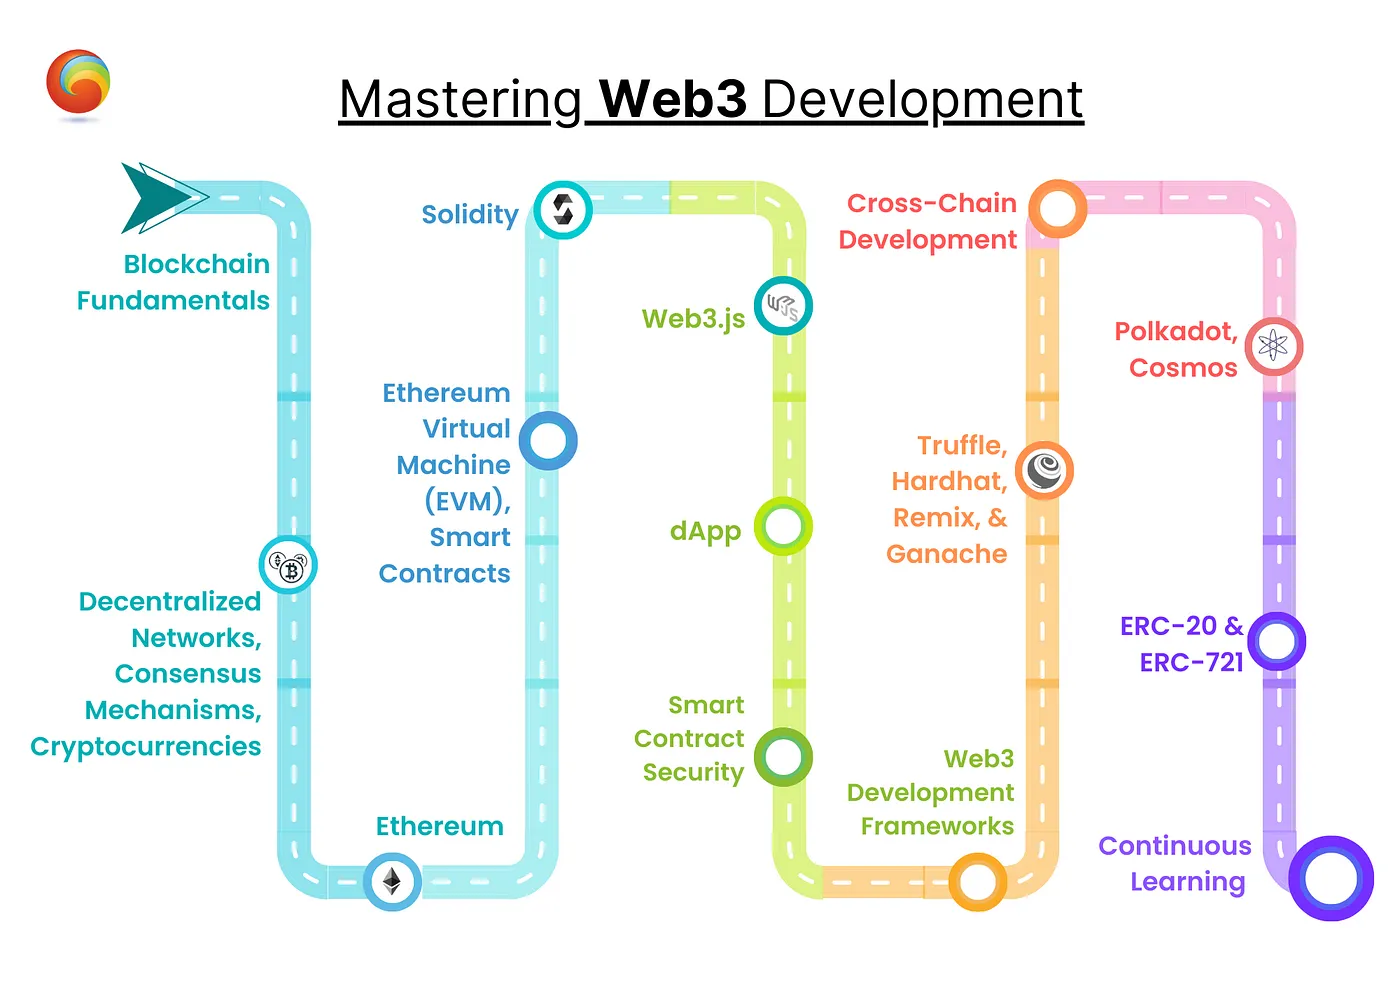 Mastering Web3 Development
Blockchain
Fundamentals
Decentralized
Networks,
Consensus
Mechanisms,
Cryptocurrencies
Ethereum
Ethereum
Virtual
Machine
(EVM),
Smart
Contracts
Solidity
Web3.js
W3JS
dApp
Smart
Contract
Security
Web3
Development
Frameworks
Truffle,
Hardhat,
Remix, &
Ganache
Cross-Chain
Development
Polkadot,
Cosmos
ERC-20 &
ERC-721
Continuous
Learning